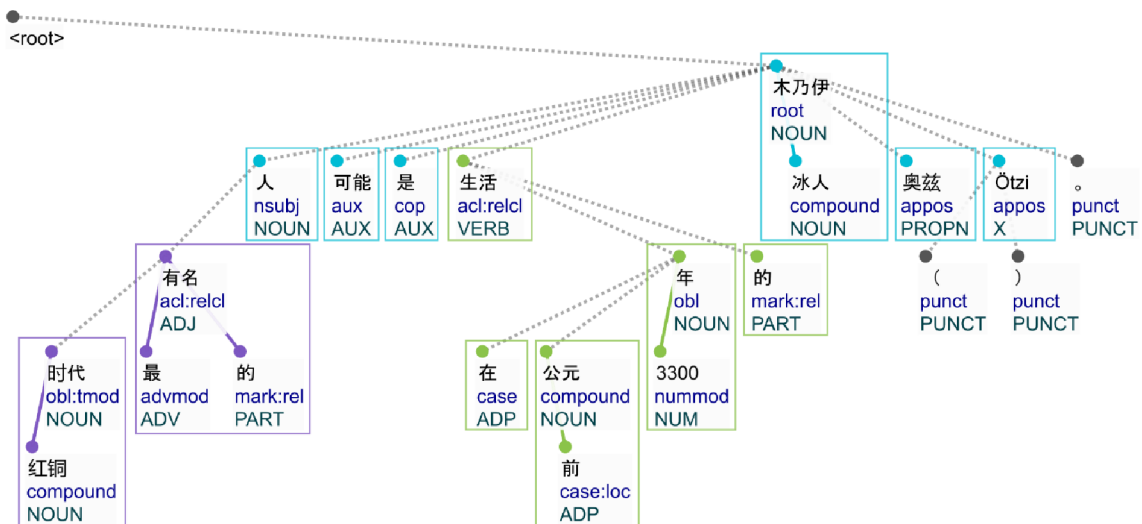 <root>
木乃伊
root
NOUN
人
nsubj
NOUN
可能
aux
AUX
是
cop
AUX
生活
acl:relcl
VERB
冰人
compound
NOUN
奥兹
appos
PROPN
Ötzi
appos
X
。
punct
PUNCT
有名
acl:relcl
ADJ
年
obl
NOUN
的
mark:rel
PART
（
punct
PUNCT
）
punct
PUNCT
时代
obl:tmod
NOUN
最
advmod
ADV
的
mark:rel
PART
在
case
ADP
公元
compound
NOUN
3300
nummod
NUM
红铜
compound
NOUN
前
case:loc
ADP